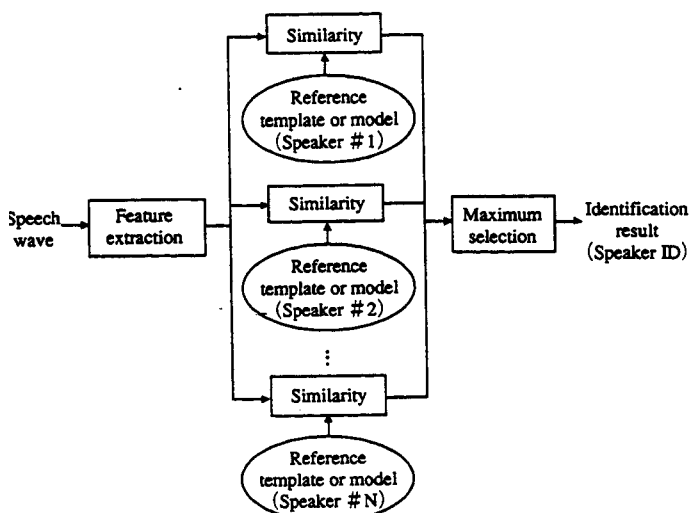 Similarity
Reference
template or model
(Speaker #1)
Speech
wave
Feature
extraction
Similarity
Reference
template or model
(Speaker #2)
Maximum
selection
Identification
result
(Speaker ID)
⋮
Similarity
Reference
template or model
(Speaker #N)